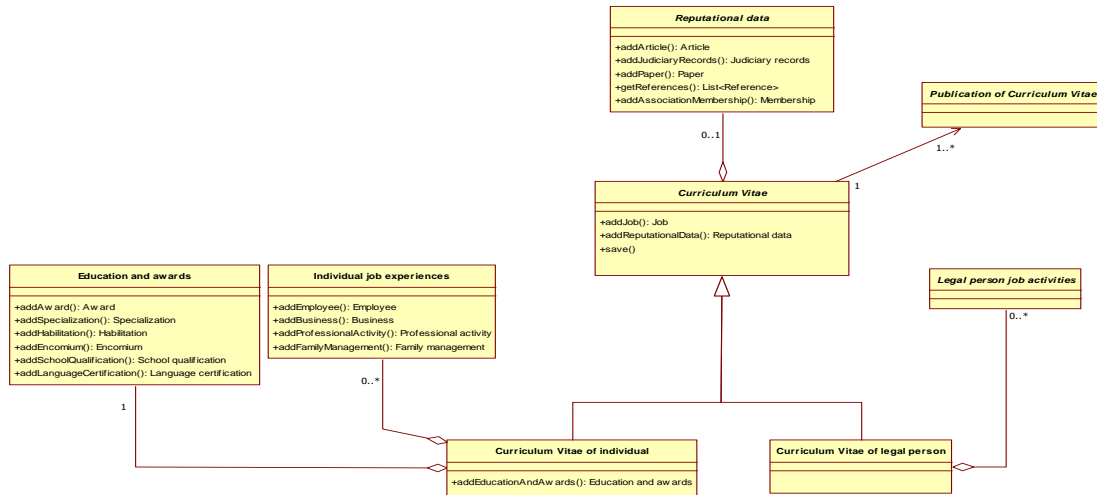 Reputational data
+addArticle(): Article
+addJudiciaryRecords(): Judiciary records
+addPaper(): Paper
+getReferences(): List<Reference>
+addAssociationMembership(): Membership
Publication of Curriculum Vitae
0..1
1..*
1
Curriculum Vitae
+addJob(): Job
+addReputationalData(): Reputational data
+save()
Education and awards
+addAward(): Award
+addSpecialization(): Specialization
+addHabilitation(): Habilitation
+addEncomium(): Encomium
+addSchoolQualification(): School qualification
+addLanguageCertification(): Language certification
Individual job experiences
+addEmployee(): Employee
+addBusiness(): Business
+addProfessionalActivity(): Professional activity
+addFamilyManagement(): Family management
Legal person job activities
0..*
0..*
1
Curriculum Vitae of individual
+addEducationAndAwards(): Education and awards
Curriculum Vitae of legal person